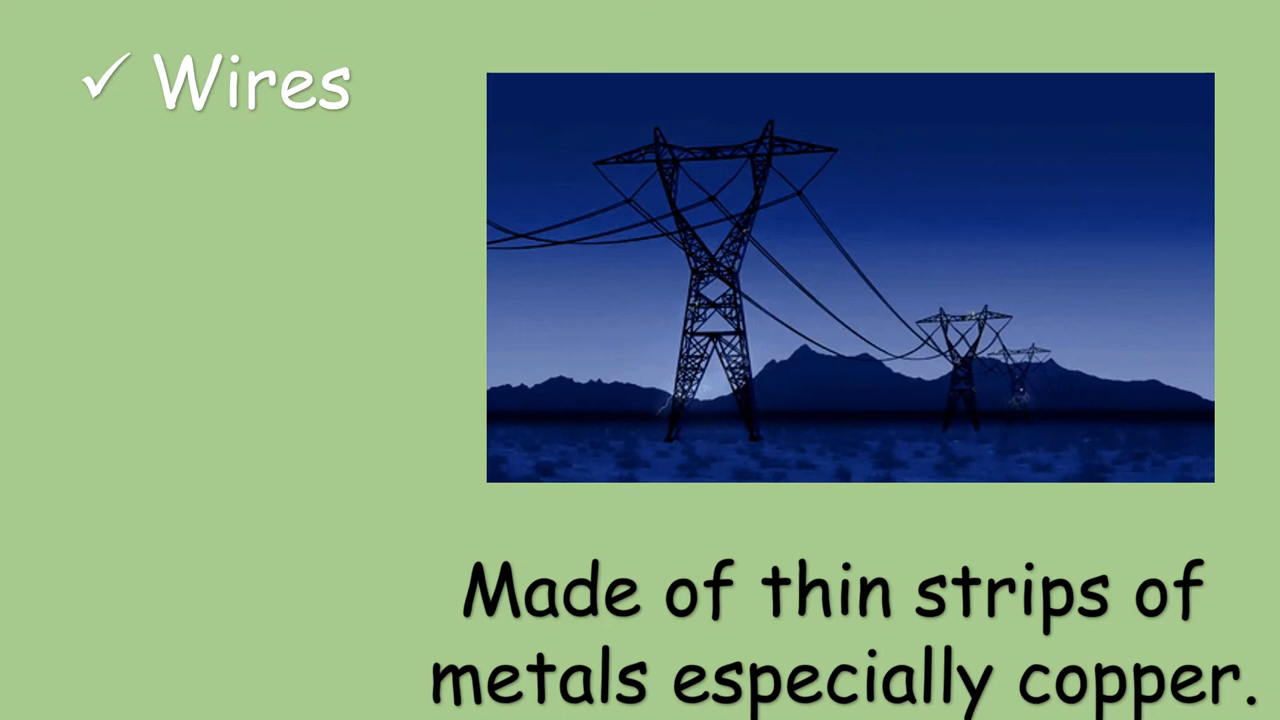 ✓ Wires
Made of thin strips of
metals especially copper.